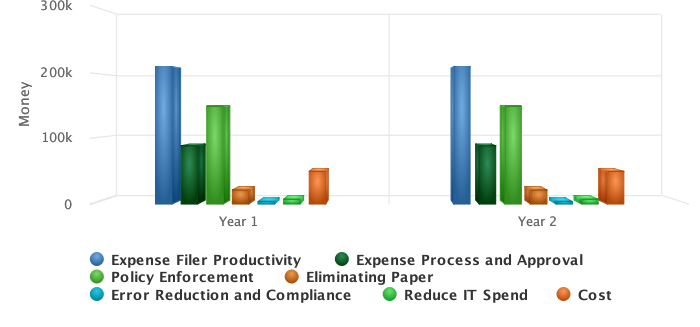 300k
200k
100k
0
Money
Year 1
Year 2
Expense Filer Productivity
Expense Process and Approval
Policy Enforcement
Eliminating Paper
Error Reduction and Compliance
Reduce IT Spend
Cost